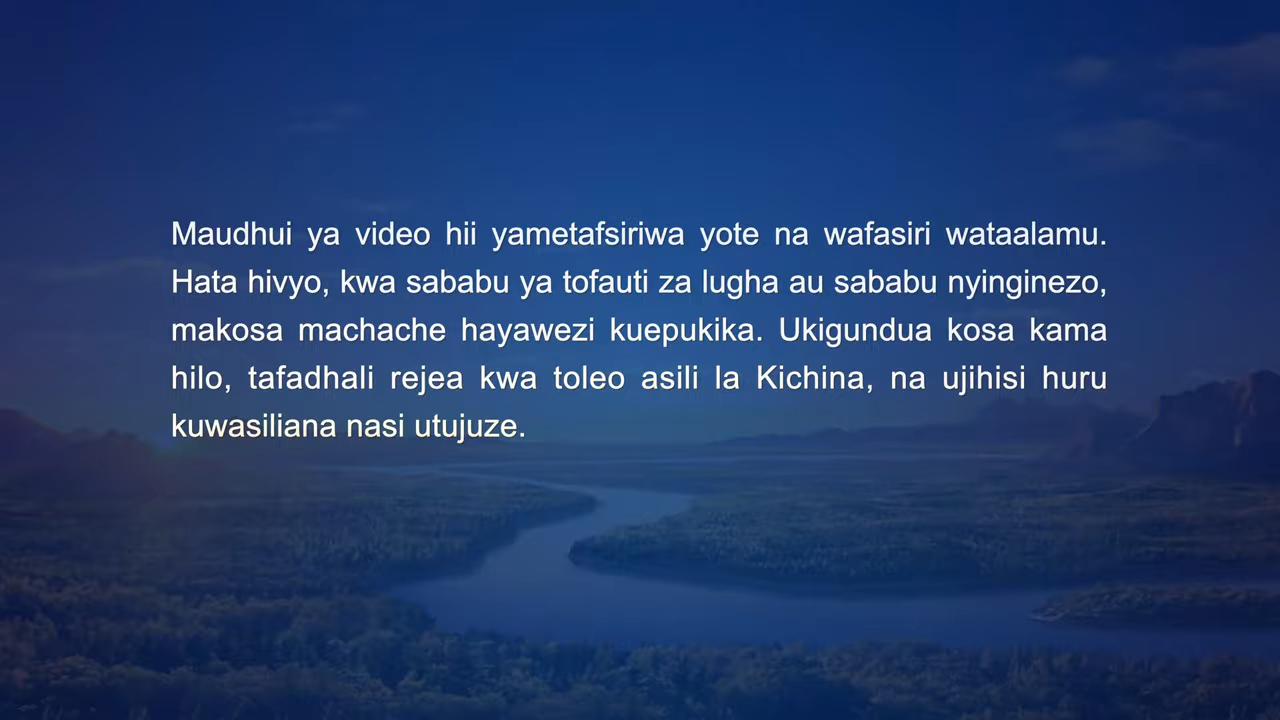 Maudhui ya video hii yametafsiriwa yote na wafasiri wataalamu.
Hata hivyo, kwa sababu ya tofauti za lugha au sababu nyinginezo,
makosa machache hayawezi kuepukika. Ukigundua kosa kama
hilo, tafadhali rejea kwa toleo asili la Kichina, na ujihisi huru
kuwasiliana nasi utujuze.